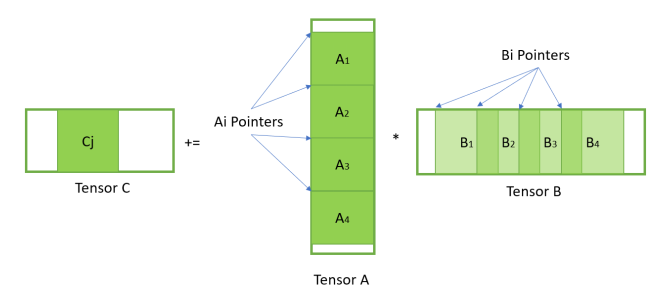 Bi Pointers
A1
A2
Ai Pointers
Cj
+=
*
B1 B2 B3 B4
A3
A4
Tensor C
Tensor B
Tensor A